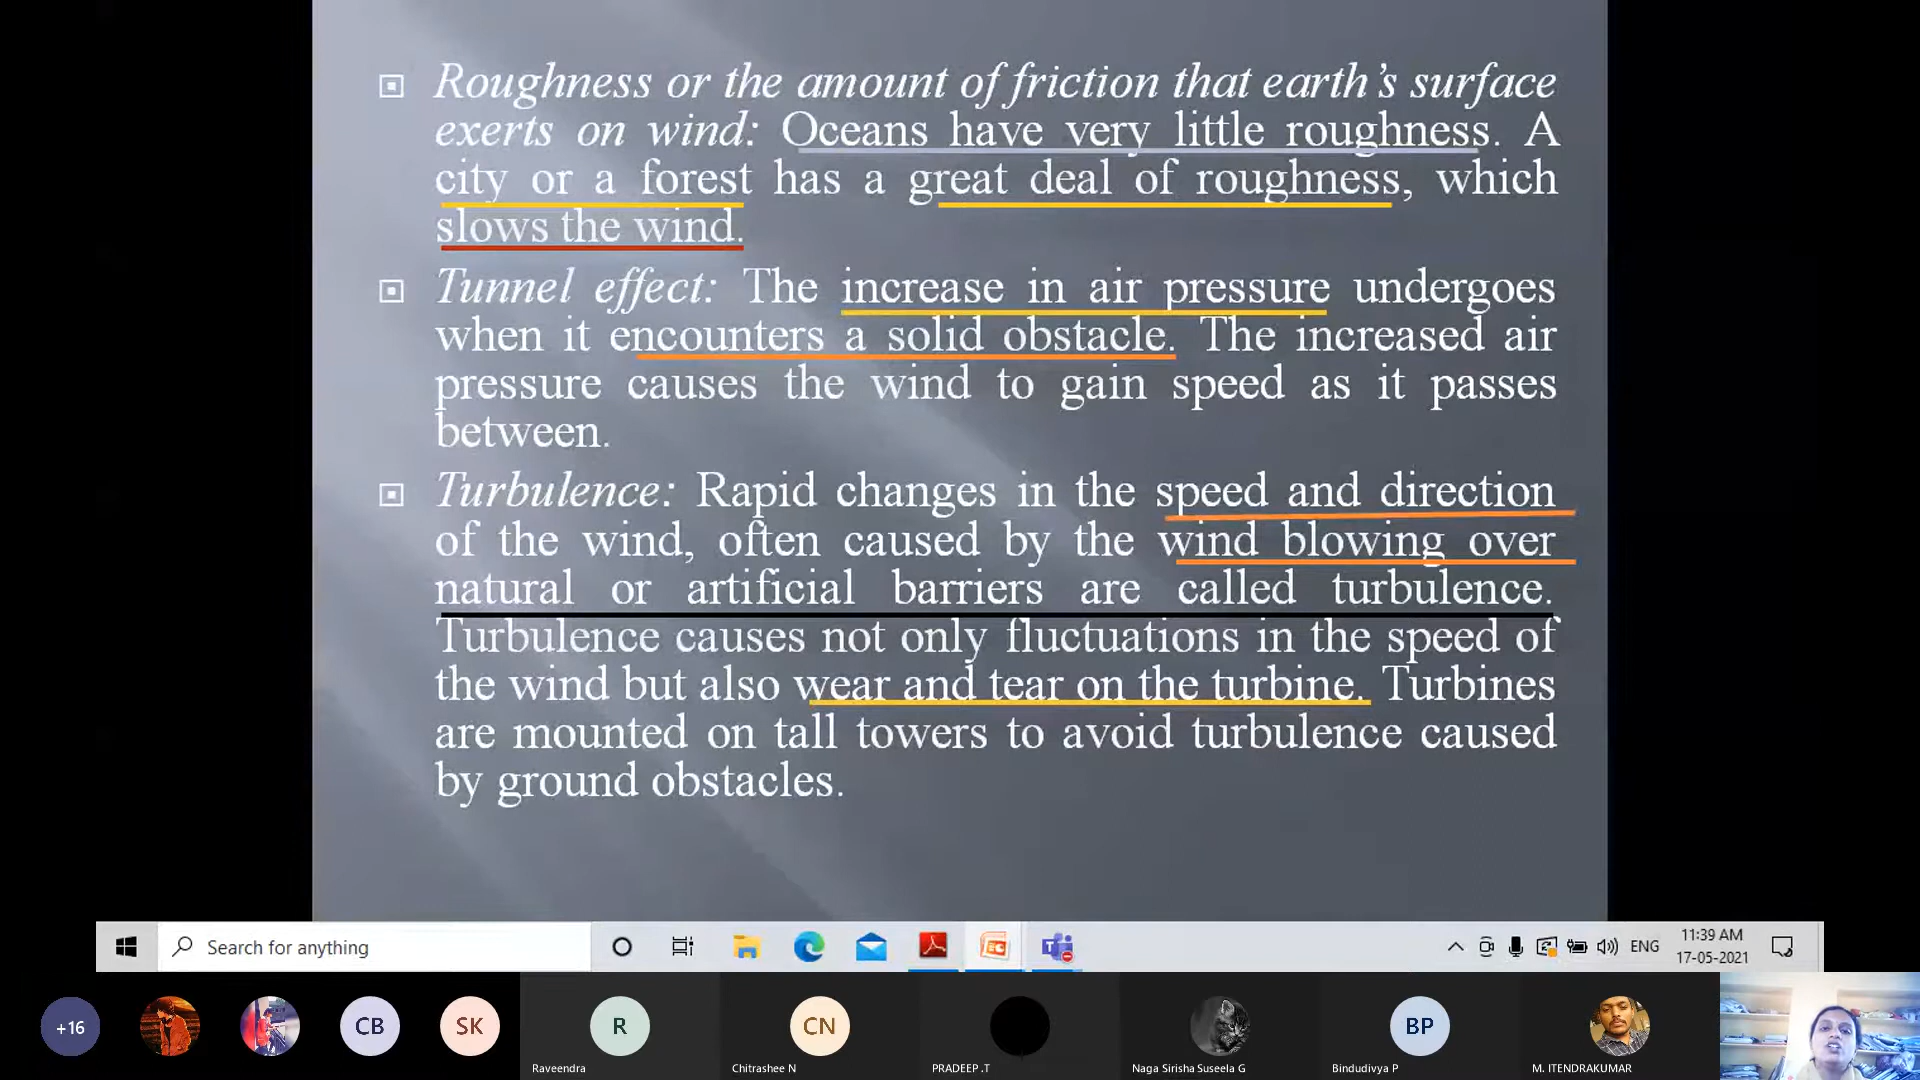 Roughness or the amount of friction that earth's surface
exerts on wind: Oceans have very little roughness. A
city or a forest has a great deal of roughness, which
slows the wind.
Tunnel effect: The increase in air pressure undergoes
when it encounters a solid obstacle. The increased air
pressure causes the wind to gain speed as it passes
between.
Turbulence: Rapid changes in the speed and direction
of the wind, often caused by the wind blowing over
natural or artificial barriers are called turbulence.
Turbulence causes not only fluctuations in the speed of
the wind but also wear and tear on the turbine. Turbines
are mounted on tall towers to avoid turbulence caused
by ground obstacles.
Search for anything
ENG
11:39 AM
17-05-2021
+16
CB
SK
R
CN
BP
Raveendra
Chitrashee N
PRADEEP .T
Naga Sirisha Suseela G
Bindudivya P
M. ITENDRAKUMAR